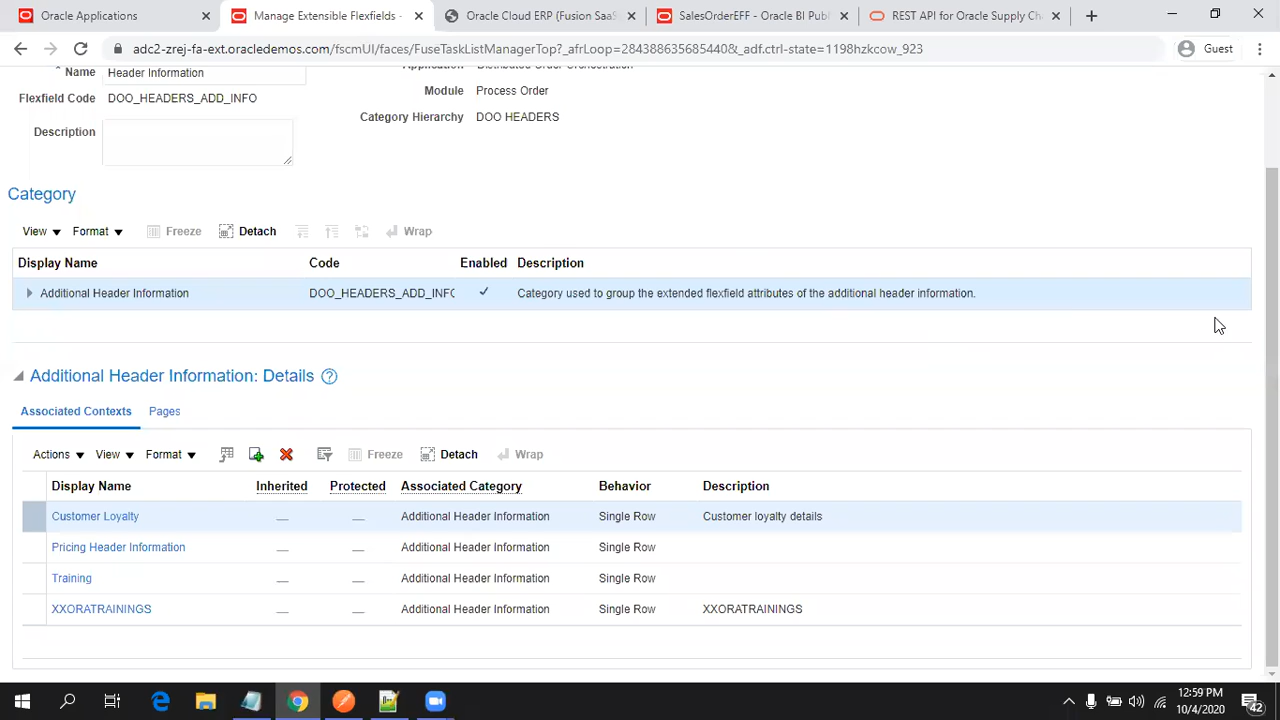 Oracle Applications
Manage Extensible Flexfields -
Oracle Cloud ERP (Fusion SaaS
SalesOrderEFF - Oracle BI Publ
REST API for Oracle Supply Cha
adc2-zrej-fa-ext.oracledemos.com/fscmUI/faces/FuseTaskListManagerTop?_afrLoop=284388635685440&_adf.ctrl-state=1198hzkcow_923
Guest
* Name Header Information
Application Distributed Order Orchestration
Flexfield Code DOO_HEADERS_ADD_INFO
Module Process Order
Description
Category Hierarchy DOO HEADERS
Category
View Format Freeze Detach Wrap
Display Name Code Enabled Description
Additional Header Information DOO_HEADERS_ADD_INFO Category used to group the extended flexfield attributes of the additional header information.
Additional Header Information: Details
Associated Contexts Pages
Actions View Format Freeze Detach Wrap
Display Name Inherited Protected Associated Category Behavior Description
Customer Loyalty Additional Header Information Single Row Customer loyalty details
Pricing Header Information Additional Header Information Single Row
Training Additional Header Information Single Row
XXORATRAININGS Additional Header Information Single Row XXORATRAININGS
12:59 PM
10/4/2020
42